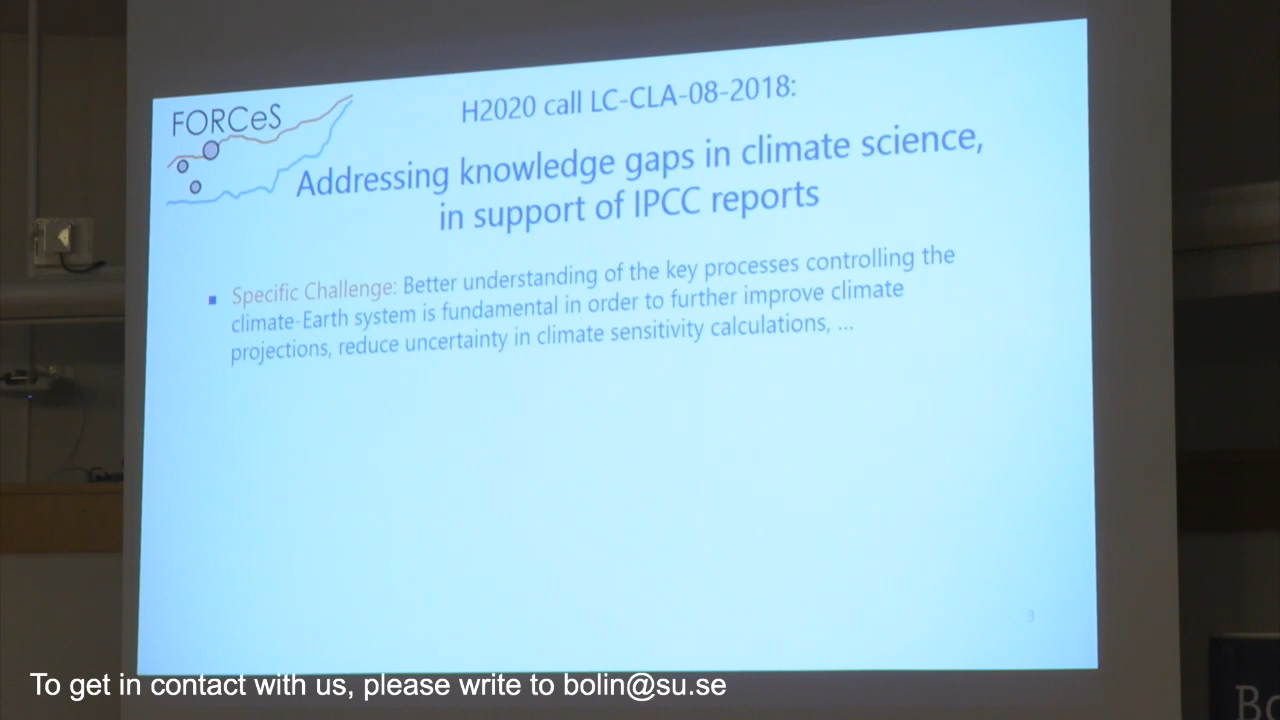 FORCeS
H2020 call LC-CLA-08-2018:
Addressing knowledge gaps in climate science,
in support of IPCC reports
▪ Specific Challenge: Better understanding of the key processes controlling the
climate-Earth system is fundamental in order to further improve climate
projections, reduce uncertainty in climate sensitivity calculations, ...
3
To get in contact with us, please write to bolin@su.se